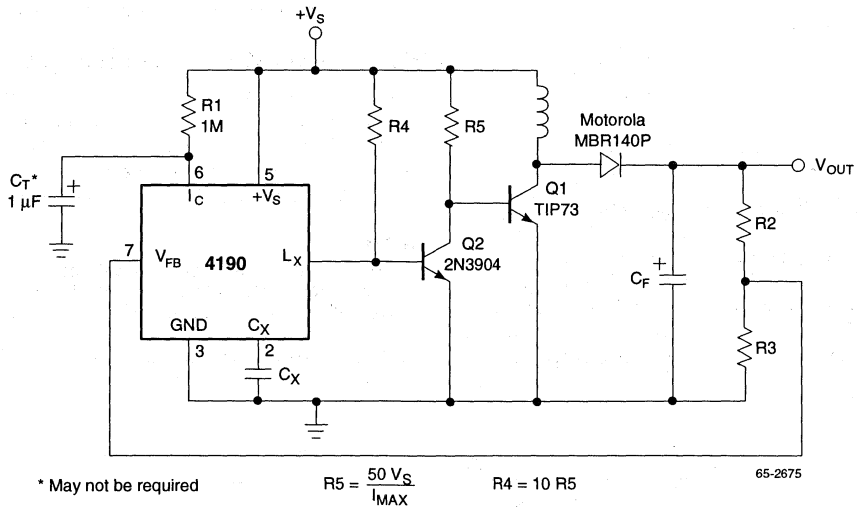 +VS
R1
1M
R4
R5
Motorola
MBR140P
VOUT
CT*
1 µF
+
6
IC
5
+VS
Q1
TIP73
R2
7
VFB
4190
LX
Q2
2N3904
+
CF
GND
CX
3
2
CX
R3
* May not be required
R5 = 50 VS / IMAX
R4 = 10 R5
65-2675